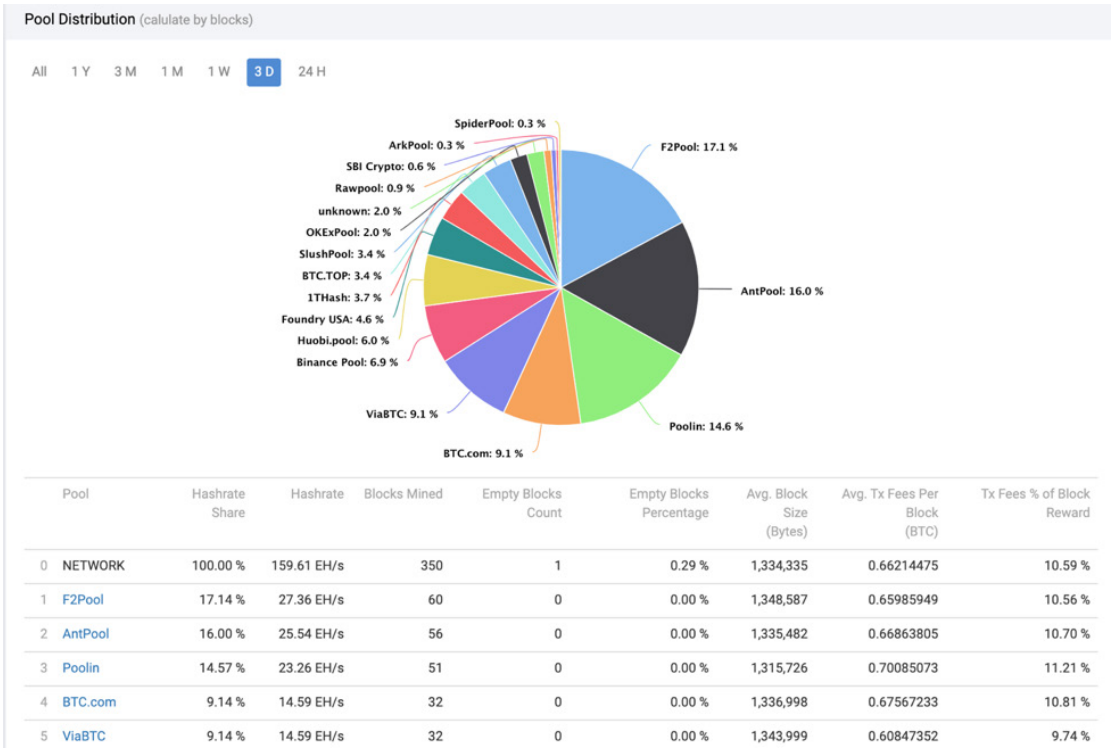 Pool Distribution (calulate by blocks)
All 1 Y 3 M 1 M 1 W 3 D 24 H
SpiderPool: 0.3 %
ArkPool: 0.3 %
SBI Crypto: 0.6 %
Rawpool: 0.9 %
unknown: 2.0 %
OKExPool: 2.0 %
SlushPool: 3.4 %
BTC.TOP: 3.4 %
1THash: 3.7 %
Foundry USA: 4.6 %
Huobi.pool: 6.0 %
Binance Pool: 6.9 %
ViaBTC: 9.1 %
BTC.com: 9.1 %
F2Pool: 17.1 %
AntPool: 16.0 %
Poolin: 14.6 %
Pool Hashrate Hashrate Blocks Mined Empty Blocks Empty Blocks Avg. Block Avg. Tx Fees Per Tx Fees % of Block
Share Count Percentage Size Block Reward
(Bytes) (BTC)
0 NETWORK 100.00 % 159.61 EH/s 350 1 0.29 % 1,334,335 0.66214475 10.59 %
1 F2Pool 17.14 % 27.36 EH/s 60 0 0.00 % 1,348,587 0.65985949 10.56 %
2 AntPool 16.00 % 25.54 EH/s 56 0 0.00 % 1,335,482 0.66863805 10.70 %
3 Poolin 14.57 % 23.26 EH/s 51 0 0.00 % 1,315,726 0.70085073 11.21 %
4 BTC.com 9.14 % 14.59 EH/s 32 0 0.00 % 1,336,998 0.67567233 10.81 %
5 ViaBTC 9.14 % 14.59 EH/s 32 0 0.00 % 1,343,999 0.60847352 9.74 %